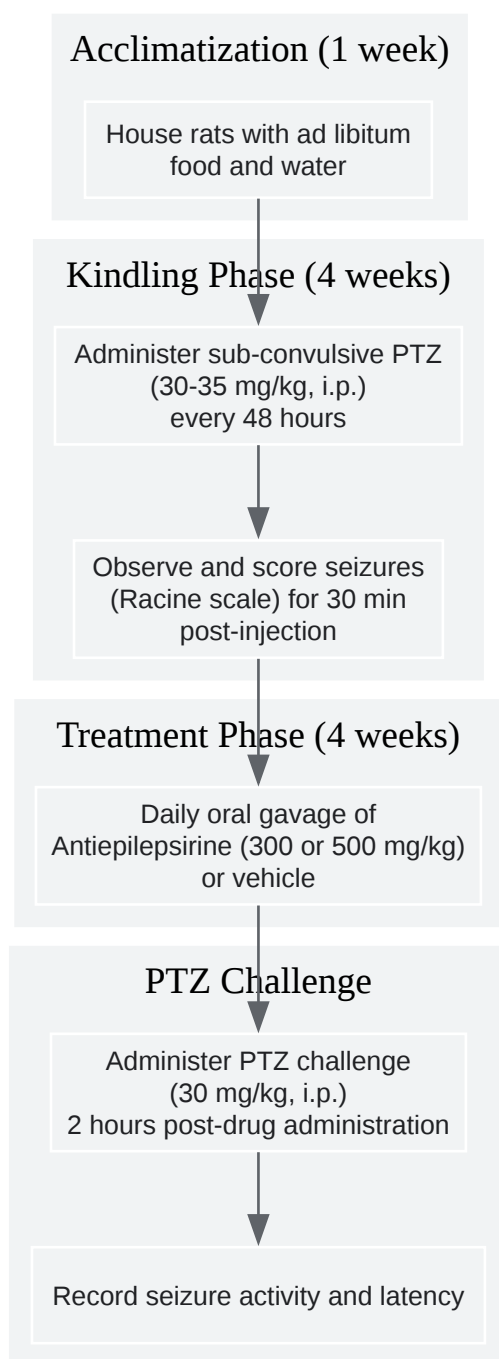 Acclimatization (1 week)
House rats with ad libitum
food and water
Kindling Phase (4 weeks)
Administer sub-convulsive PTZ
(30-35 mg/kg, i.p.)
every 48 hours
Observe and score seizures
(Racine scale) for 30 min
post-injection
Treatment Phase (4 weeks)
Daily oral gavage of
Antiepilepsirine (300 or 500 mg/kg)
or vehicle
PTZ Challenge
Administer PTZ challenge
(30 mg/kg, i.p.)
2 hours post-drug administration
Record seizure activity and latency